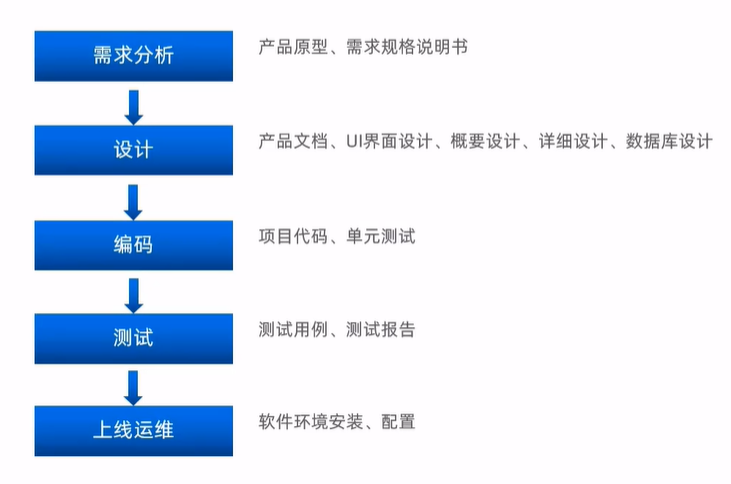 需求分析
产品原型、需求规格说明书
设计
产品文档、UI界面设计、概要设计、详细设计、数据库设计
编码
项目代码、单元测试
测试
测试用例、测试报告
上线运维
软件环境安装、配置